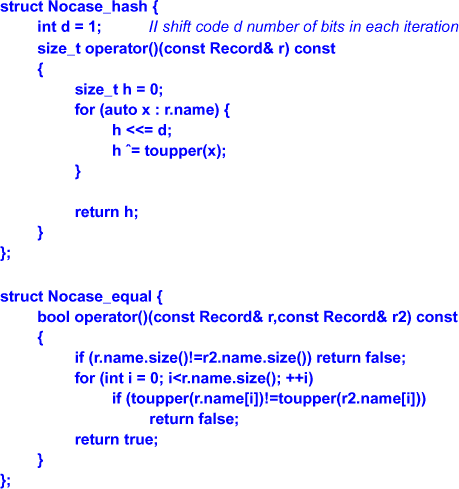 struct Nocase_hash {
int d = 1; // shift code d number of bits in each iteration
size_t operator()(const Record& r) const
{
size_t h = 0;
for (auto x : r.name) {
h <<= d;
h ˆ= toupper(x);
}
return h;
}
};
struct Nocase_equal {
bool operator()(const Record& r,const Record& r2) const
{
if (r.name.size()!=r2.name.size()) return false;
for (int i = 0; i<r.name.size(); ++i)
if (toupper(r.name[i])!=toupper(r2.name[i]))
return false;
return true;
}
};